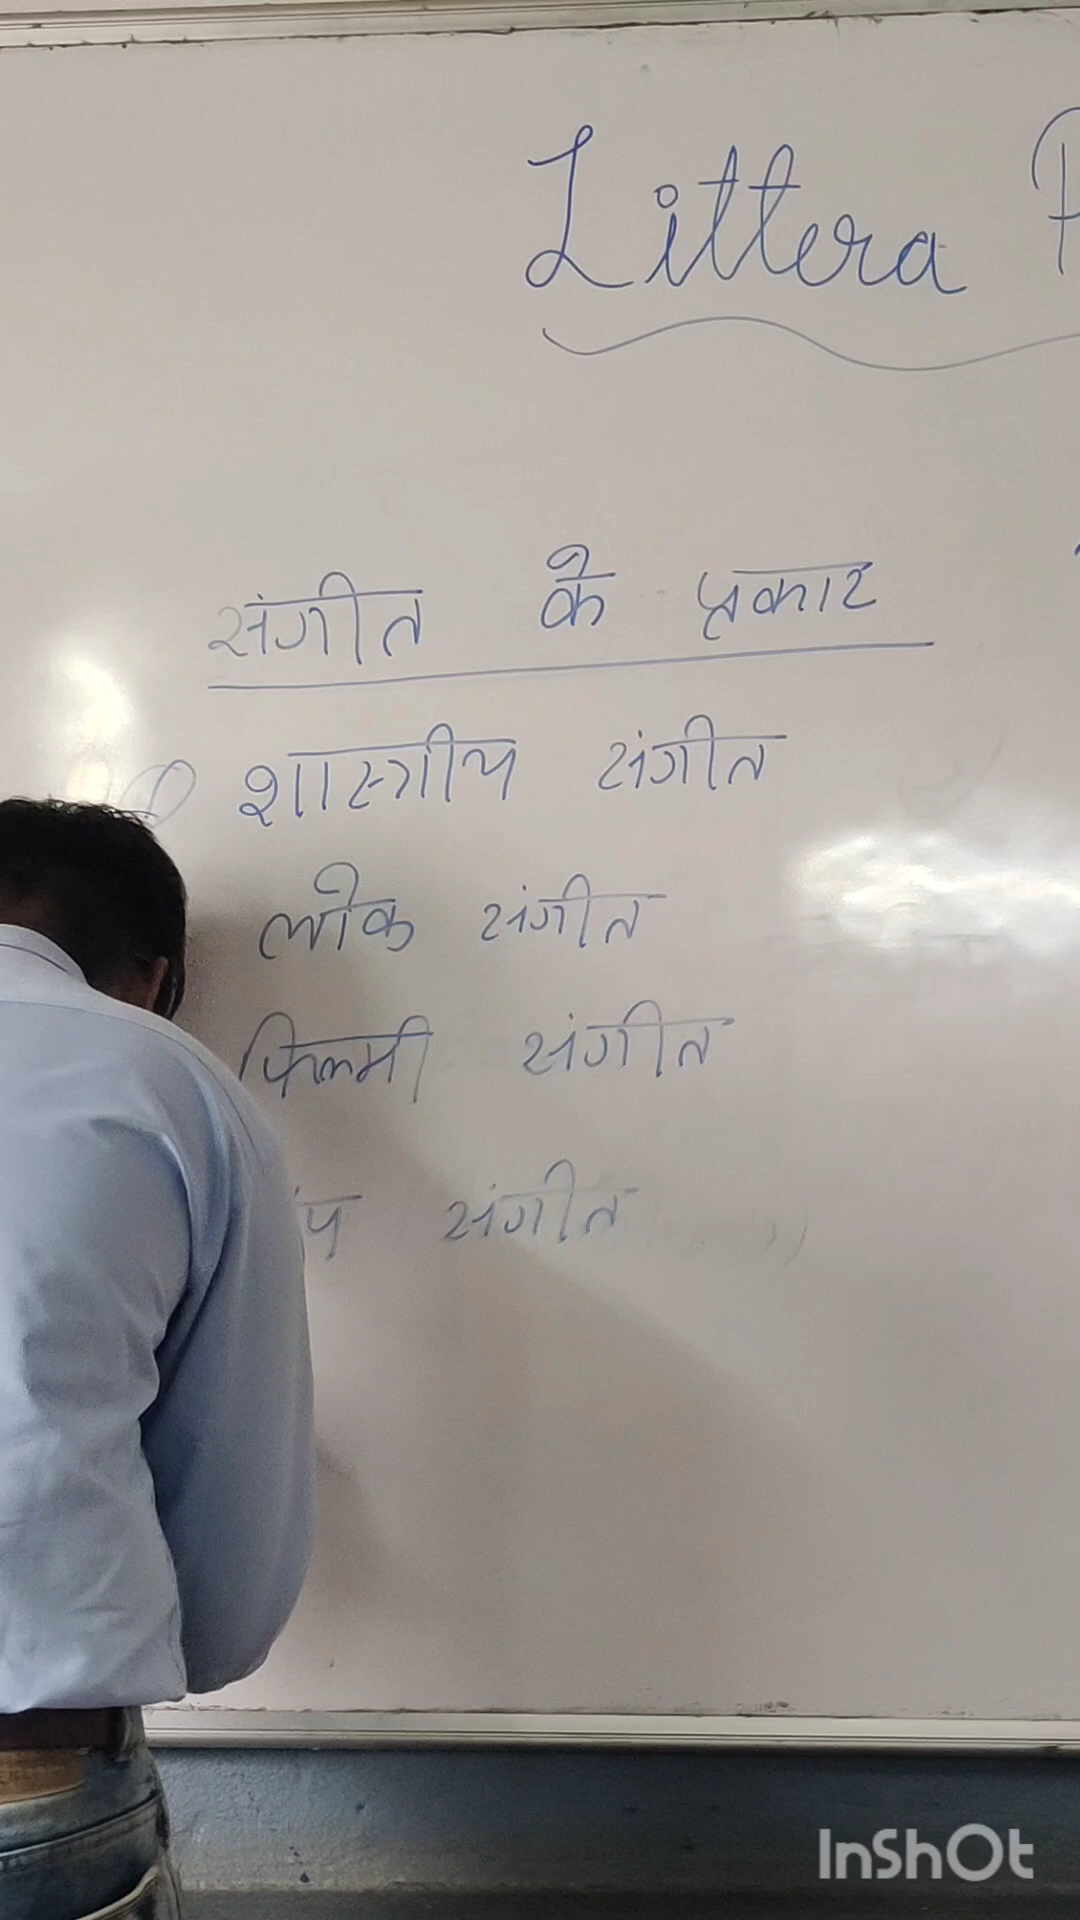 Littera
संगीत के प्रकार
शास्त्रीय संगीत
लोक संगीत
फिल्मी संगीत
संगीत
InShOt